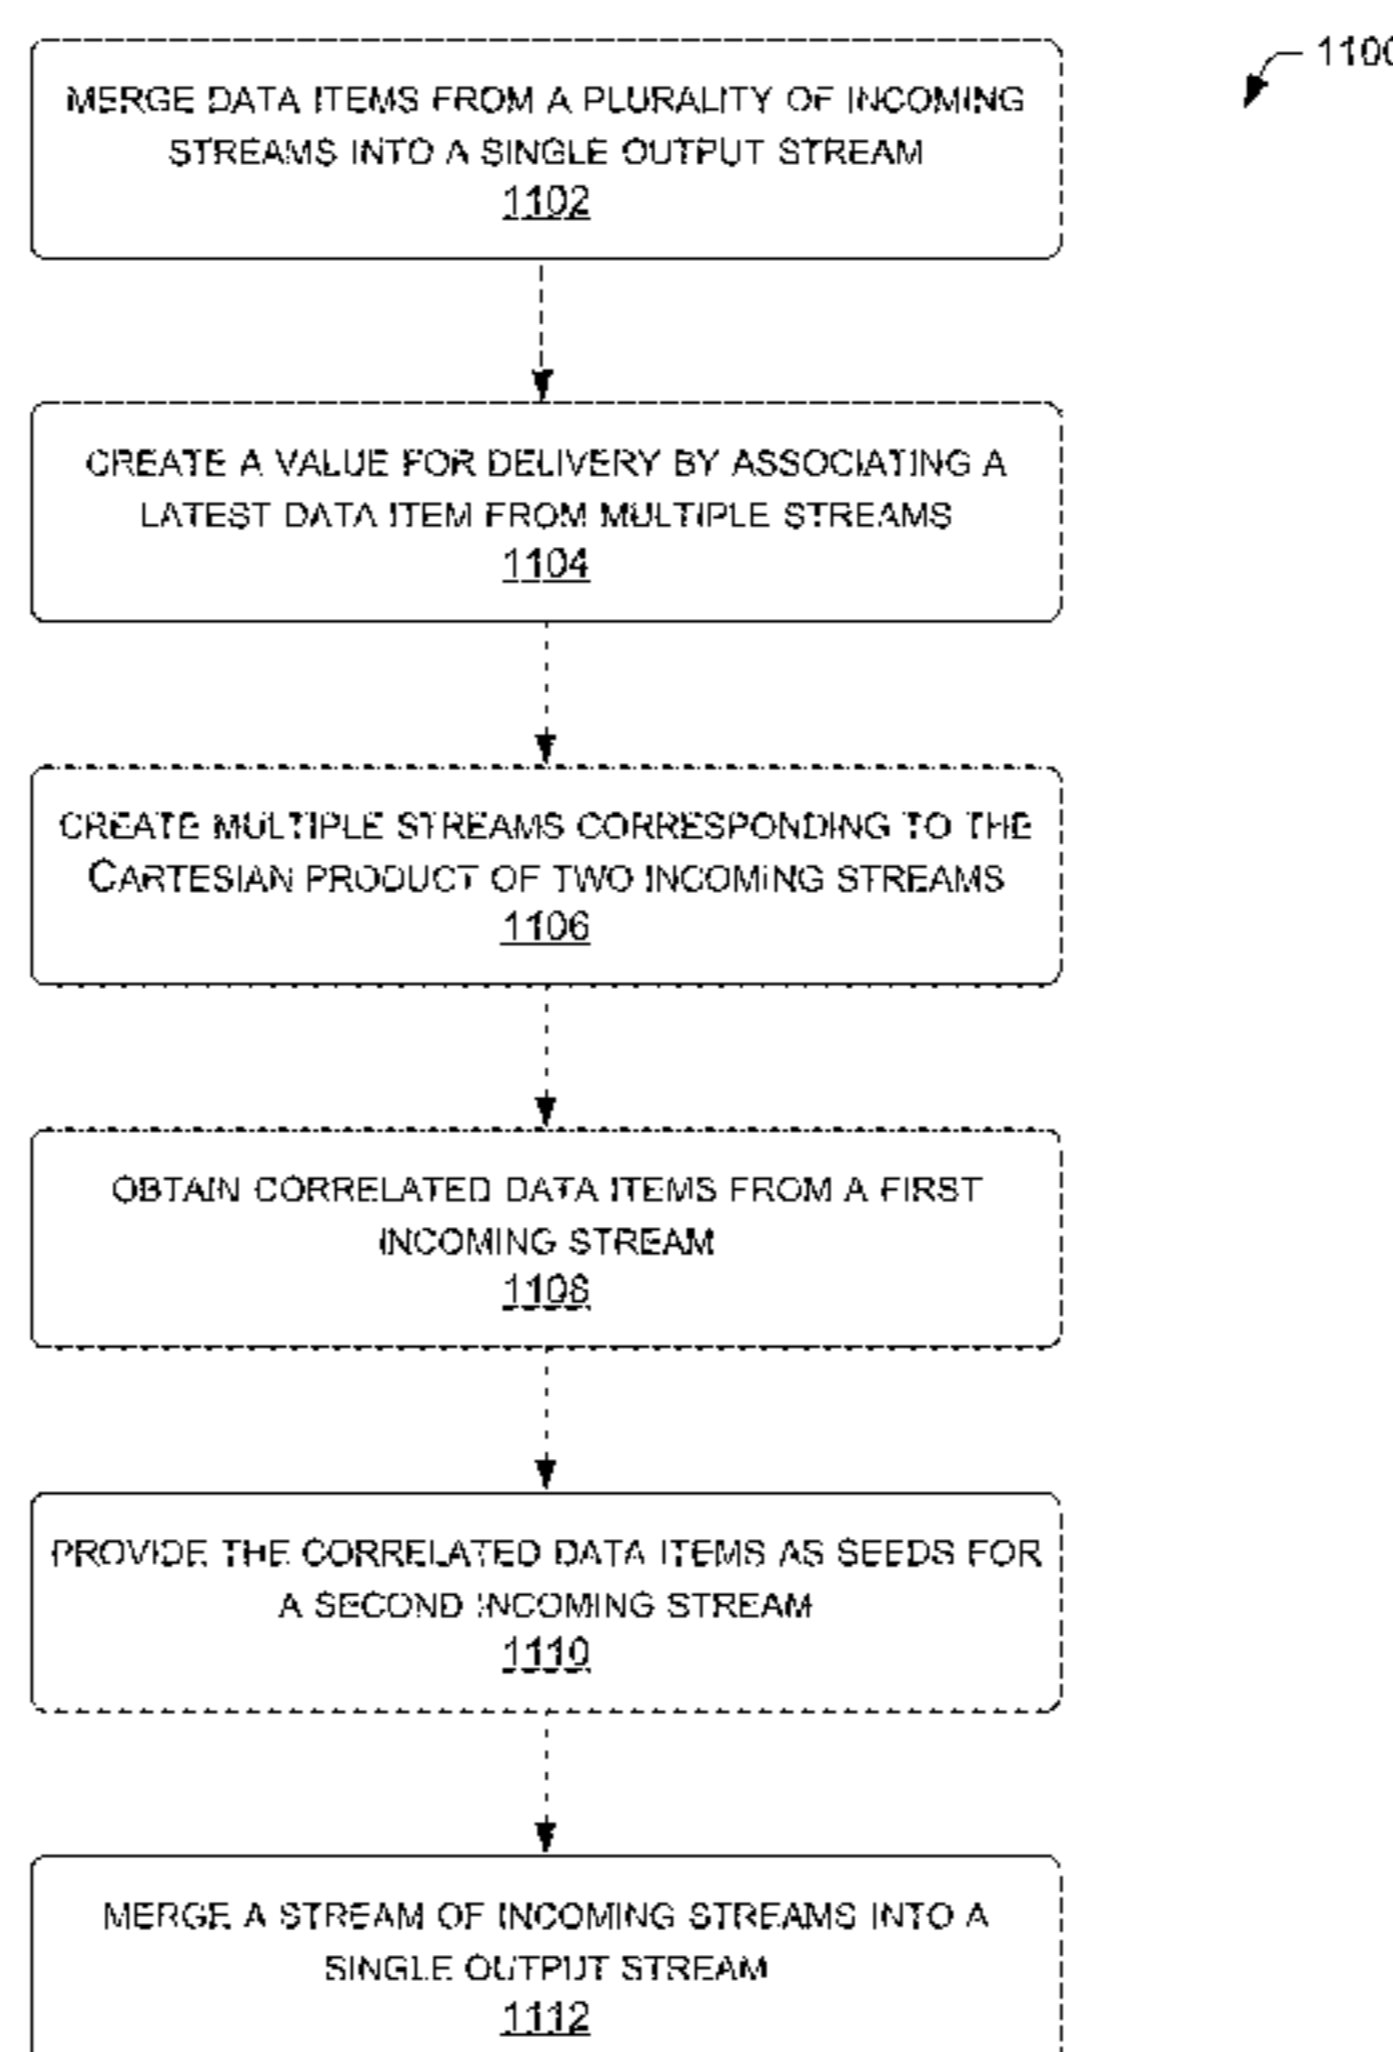 1100
MERGE DATA ITEMS FROM A PLURALITY OF INCOMING
STREAMS INTO A SINGLE OUTPUT STREAM
1102
CREATE A VALUE FOR DELIVERY BY ASSOCIATING A
LATEST DATA ITEM FROM MULTIPLE STREAMS
1104
CREATE MULTIPLE STREAMS CORRESPONDING TO THE
CARTESIAN PRODUCT OF TWO INCOMING STREAMS
1106
OBTAIN CORRELATED DATA ITEMS FROM A FIRST
INCOMING STREAM
1108
PROVIDE THE CORRELATED DATA ITEMS AS SEEDS FOR
A SECOND INCOMING STREAM
1110
MERGE A STREAM OF INCOMING STREAMS INTO A
SINGLE OUTPUT STREAM
1112